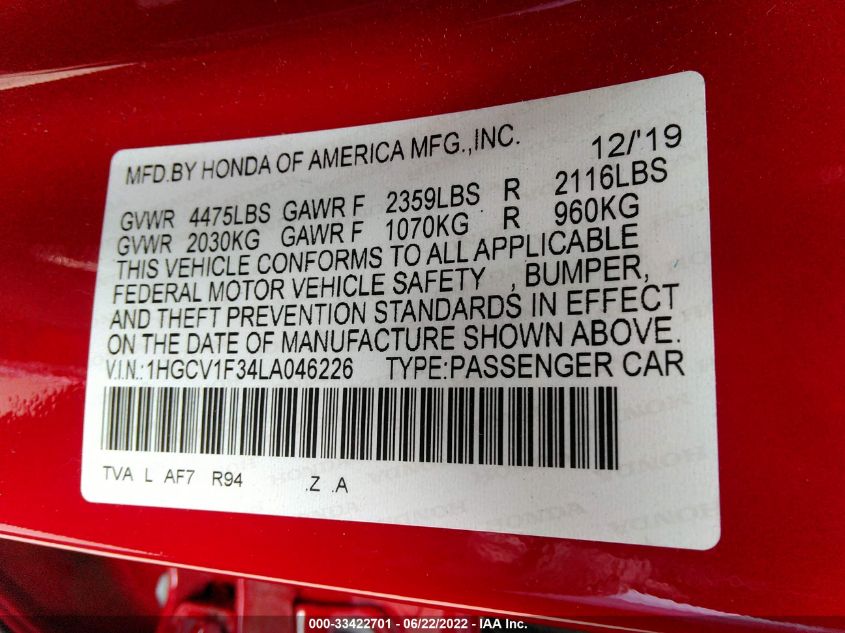 MFD.BY HONDA OF AMERICA MFG.,INC. 12/'19
GVWR 4475LBS GAWR F 2359LBS R 2116LBS
GVWR 2030KG GAWR F 1070KG R 960KG
THIS VEHICLE CONFORMS TO ALL APPLICABLE
FEDERAL MOTOR VEHICLE SAFETY , BUMPER,
AND THEFT PREVENTION STANDARDS IN EFFECT
ON THE DATE OF MANUFACTURE SHOWN ABOVE.
V.I.N.:1HGCV1F34LA046226 TYPE:PASSENGER CAR
TVA L AF7 R94 .Z .A
HONDA
000-33422701 - 06/22/2022 - IAA Inc.